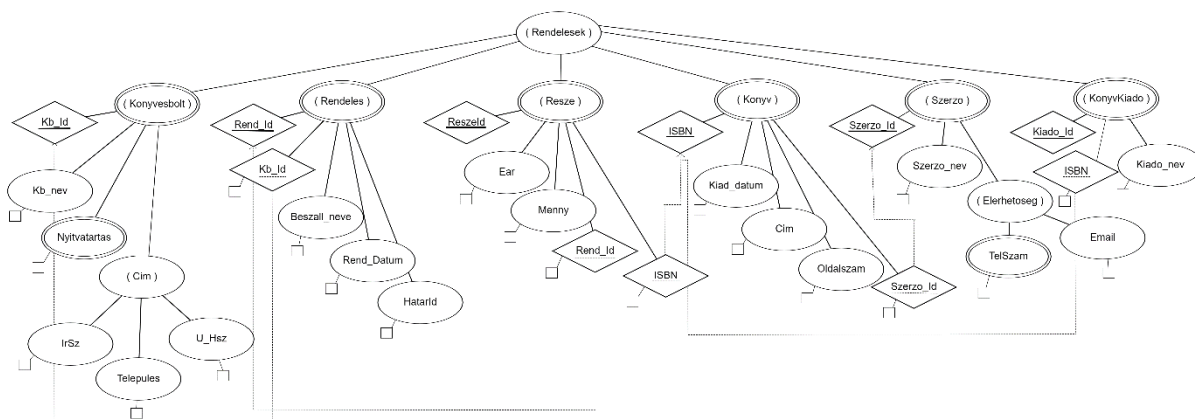 ( Rendelesek )
( Konyvesbolt )
( Rendeles )
( Resze )
( Konyv )
( Szerzo )
( KonyvKiado )
Kb_Id
Rend_Id
ReszeId
ISBN
Szerzo_Id
Kiado_Id
Kb_nev
Kb_Id
Ear
Kiad_datum
Szerzo_nev
ISBN
Kiado_nev
Nyitvatartas
Beszall_neve
Menny
Cim
( Elerhetoseg )
Email
( Cim )
Rend_Datum
Rend_Id
ISBN
Oldalszam
Szerzo_Id
TelSzam
IrSz
U_Hsz
HatarId
Telepules